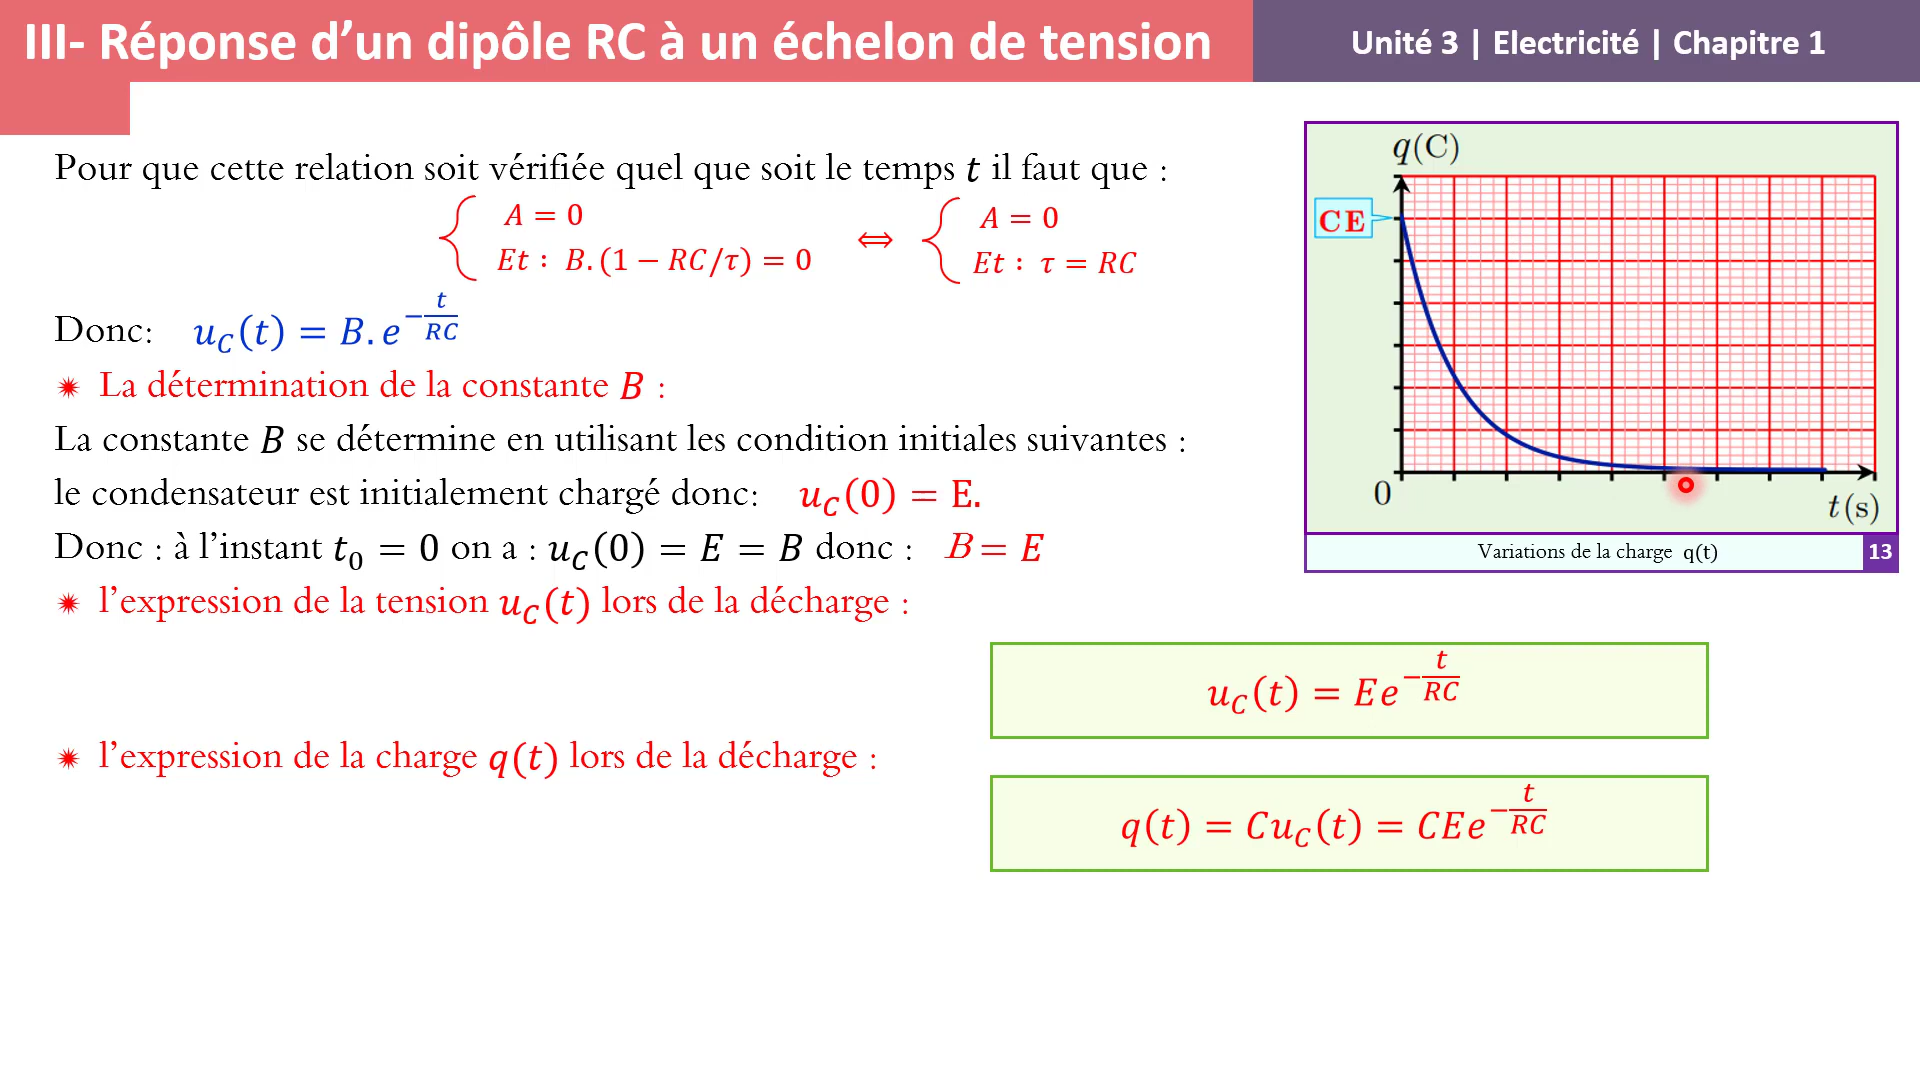 III- Réponse d’un dipôle RC à un échelon de tension
Unité 3 | Electricité | Chapitre 1
Pour que cette relation soit vérifiée quel que soit le temps t il faut que :
{ A = 0
Et : B.(1 − RC/τ) = 0
⇔
{ A = 0
Et : τ = RC
Donc: u_C(t) = B.e^{−t/RC}
✷ La détermination de la constante B :
La constante B se détermine en utilisant les condition initiales suivantes :
le condensateur est initialement chargé donc: u_C(0) = E.
Donc : à l’instant t_0 = 0 on a : u_C(0) = E = B donc : B = E
✷ l’expression de la tension u_C(t) lors de la décharge :
u_C(t) = Ee^{−t/RC}
✷ l’expression de la charge q(t) lors de la décharge :
q(t) = Cu_C(t) = CEe^{−t/RC}
q(C)
CE
0
t(s)
Variations de la charge q(t)
13